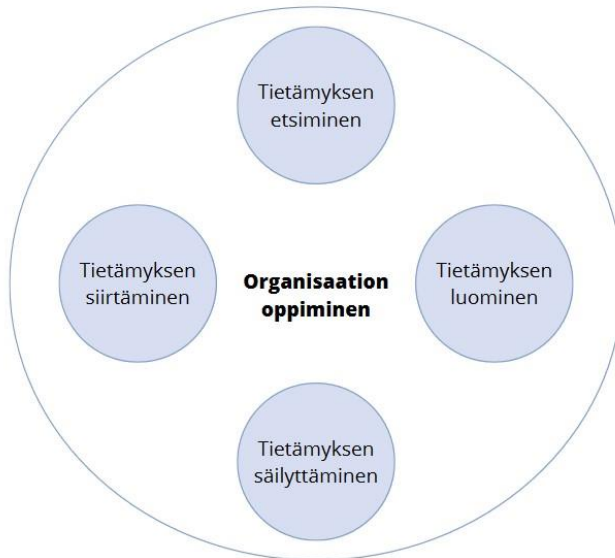 Tietämyksen
etsiminen
Tietämyksen
siirtäminen
Organisaation
oppiminen
Tietämyksen
luominen
Tietämyksen
säilyttäminen